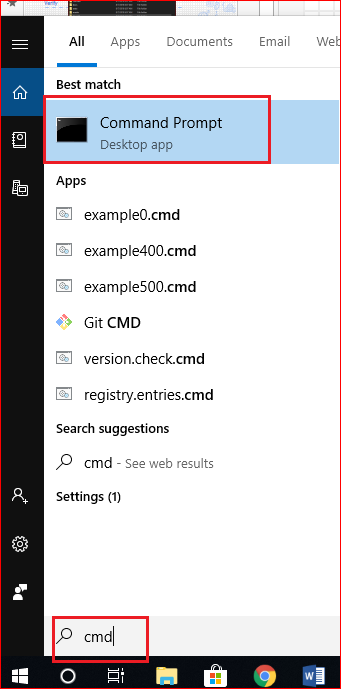 All Apps Documents Email Web
Best match
Command Prompt
Desktop app
Apps
example0.cmd
example400.cmd
example500.cmd
Git CMD
version.check.cmd
registry.entries.cmd
Search suggestions
cmd - See web results
Settings (1)
cmd